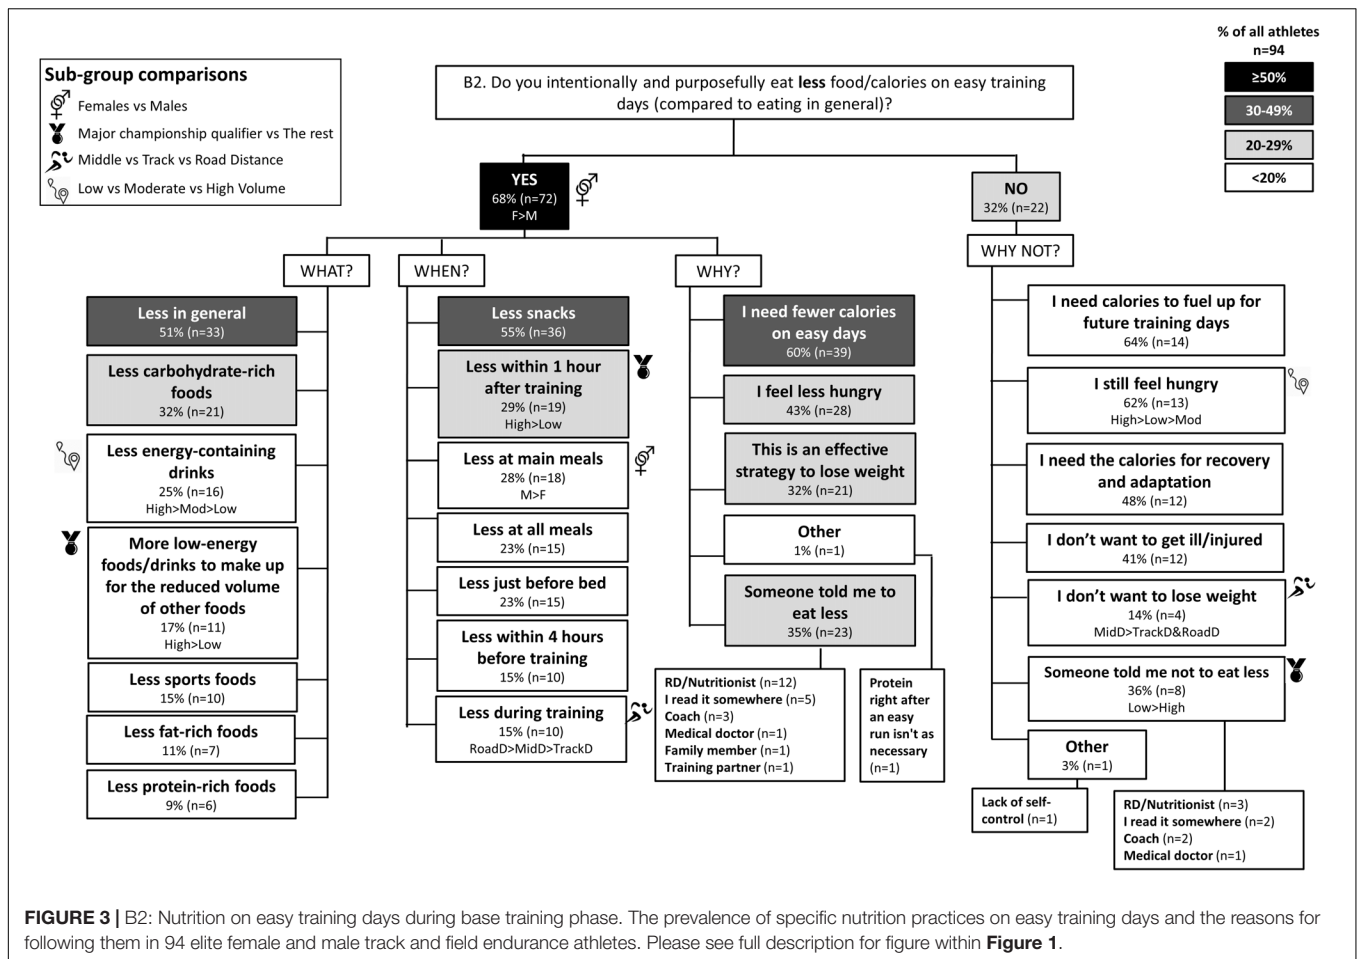 Sub-group comparisons
Females vs Males
Major championship qualifier vs The rest
Middle vs Track vs Road Distance
Low vs Moderate vs High Volume
B2. Do you intentionally and purposefully eat less food/calories on easy training
days (compared to eating in general)?
% of all athletes
n=94
≥50%
30-49%
20-29%
<20%
YES
68% (n=72)
F>M
NO
32% (n=22)
WHAT?
WHEN?
WHY?
WHY NOT?
Less in general
51% (n=33)
Less carbohydrate-rich
foods
32% (n=21)
Less energy-containing
drinks
25% (n=16)
High>Mod>Low
More low-energy
foods/drinks to make up
for the reduced volume
of other foods
17% (n=11)
High>Low
Less sports foods
15% (n=10)
Less fat-rich foods
11% (n=7)
Less protein-rich foods
9% (n=6)
Less snacks
55% (n=36)
Less within 1 hour
after training
29% (n=19)
High>Low
Less at main meals
28% (n=18)
M>F
Less at all meals
23% (n=15)
Less just before bed
23% (n=15)
Less within 4 hours
before training
15% (n=10)
Less during training
15% (n=10)
RoadD>MidD>TrackD
I need fewer calories
on easy days
60% (n=39)
I feel less hungry
43% (n=28)
This is an effective
strategy to lose weight
32% (n=21)
Other
1% (n=1)
Someone told me to
eat less
35% (n=23)
RD/Nutritionist (n=12)
I read it somewhere (n=5)
Coach (n=3)
Medical doctor (n=1)
Family member (n=1)
Training partner (n=1)
Protein
right after
an easy
run isn't as
necessary
(n=1)
I need calories to fuel up for
future training days
64% (n=14)
I still feel hungry
62% (n=13)
High>Low>Mod
I need the calories for recovery
and adaptation
48% (n=12)
I don't want to get ill/injured
41% (n=12)
I don't want to lose weight
14% (n=4)
MidD>TrackD&RoadD
Someone told me not to eat less
36% (n=8)
Low>High
Other
3% (n=1)
Lack of self-
control (n=1)
RD/Nutritionist (n=3)
I read it somewhere (n=2)
Coach (n=2)
Medical doctor (n=1)
FIGURE 3 | B2: Nutrition on easy training days during base training phase. The prevalence of specific nutrition practices on easy training days and the reasons for
following them in 94 elite female and male track and field endurance athletes. Please see full description for figure within Figure 1.